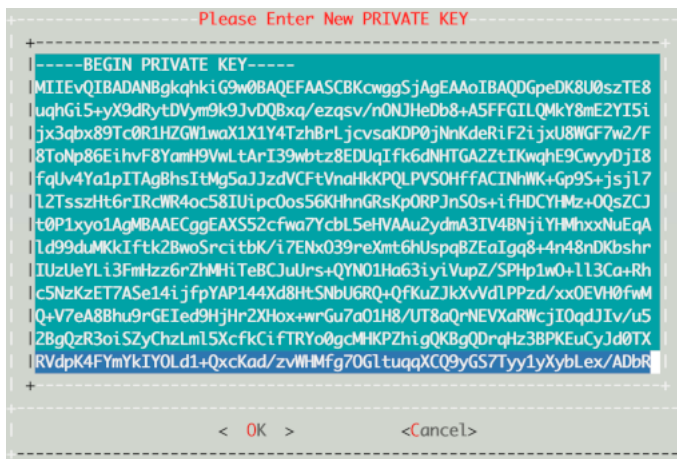 Please Enter New PRIVATE KEY
-----BEGIN PRIVATE KEY-----
MIIEvQIBADANBgkqhkiG9w0BAQEFAASCBKcwggSjAgEAAoIBAQDGpeDK8U0szTE8
uqhGi5+yX9dRytDVym9k9JvDQBxq/ezqsv/nONJHeDb8+A5FFGILQMkY8mE2YI5i
jx3qbx89Tc0R1HZGW1waX1X1Y4TzhBrLjcvsaKDP0jNnKdeRiF2ijxU8WGF7w2/F
8ToNp86EihvF8YamH9VwLtArI39wbtz8EDUqIfk6dNHTGA2ZtIKwqhE9CwyyDjI8
fqUv4Ya1pITAgBhsItMg5aJJzdVCFtVnaHkKPQLPVSOHffACINhWK+Gp9S+jsjl7
l2TsszHt6rIRcWR4oc58IUipcOos56KHhnGRsKpORPJnSOs+ifHDCYHMz+OQsZCJ
t0P1xyo1AgMBAAECggEAXS52cfwa7YcbL5eHVAAu2ydmA3IV4BNjiYHMhxxNuEqA
ld99duMKkIftk2BwoSrcitbK/i7ENxO39reXmt6hUspqBZEaIgq8+4n48nDKbshr
IUzUeYLi3FmHzz6rZhMHiTeBCJuUrs+QYNO1Ha63iyiVupZ/SPHp1wO+ll3Ca+Rh
c5NzKzET7ASe14ijfpYAP144Xd8HtSNbU6RQ+QfKuZJkXvVdlPPzd/xxOEVH0fwM
Q+V7eA8Bhu9rGEIed9HjHr2XHox+wrGu7aO1H8/UT8aQrNEVXaRWcjIOqdJIv/u5
2BgQzR3oiSZyChzLml5XcfkCifTRYo0gcMHKPZhigQKBgQDrqHz3BPKEuCyJd0TX
RVdpK4FYmYkIYOLd1+QxcKad/zvWHMfg7OGltuqqXCQ9yGS7Tyy1yXybLex/ADbR
< OK > <Cancel>